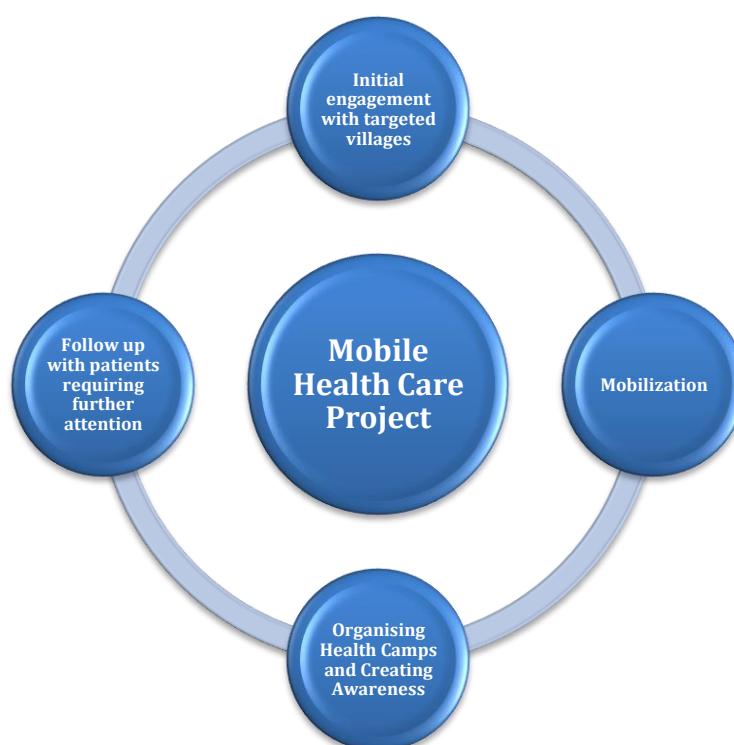 Initial
engagement
with targeted
villages
Follow up
with patients
requiring
further
attention
Mobile
Health Care
Project
Mobilization
Organising
Health Camps
and Creating
Awareness